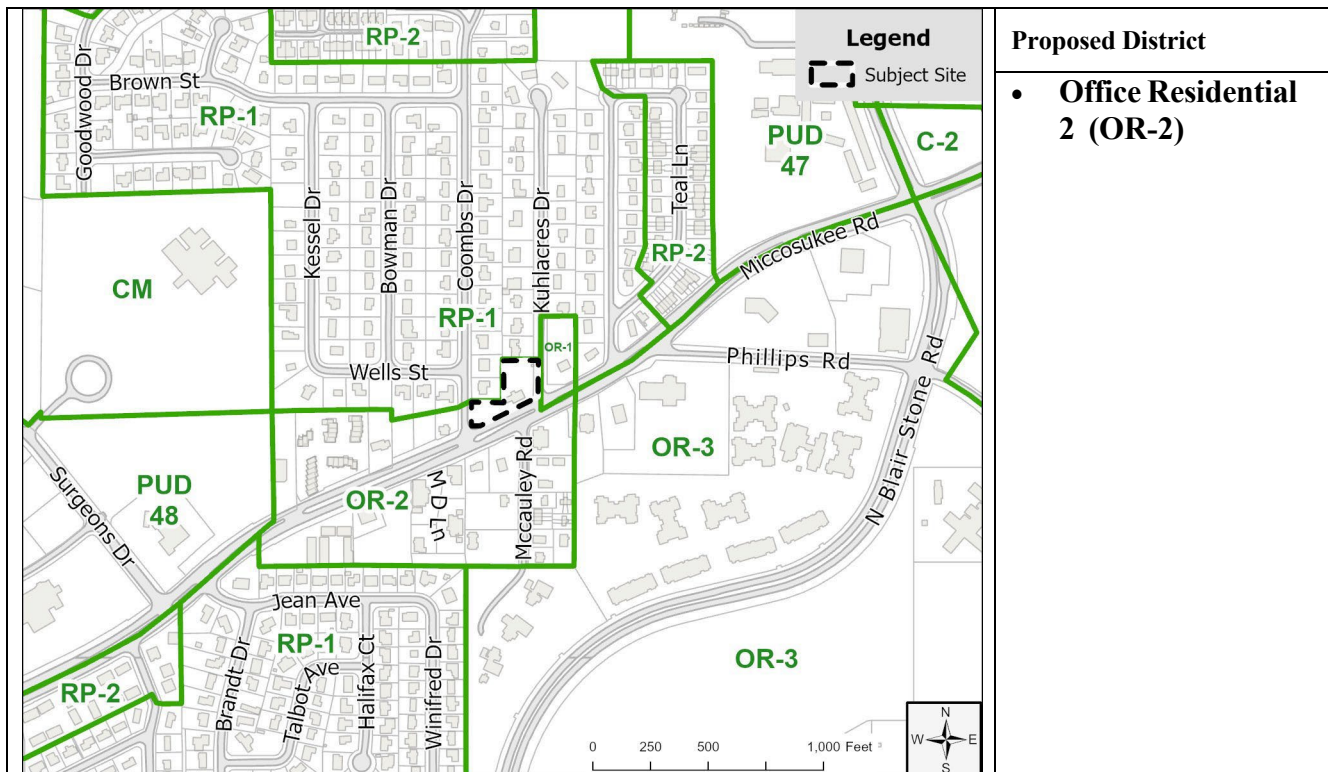 RP-2
Legend
Subject Site
Goodwood Dr
Brown St
RP-1
PUD
47
C-2
Teal Ln
Kessel Dr
Bowman Dr
Coombs Dr
Kuhlacres Dr
RP-2
Miccosukee Rd
CM
RP-1
OR-1
Phillips Rd
Wells St
N Blair Stone Rd
OR-3
PUD
48
Surgeons Dr
OR-2
M D Ln
Mccauley Rd
Jean Ave
RP-1
Brandt Dr
Talbot Ave
Halifax Ct
Winifred Dr
OR-3
RP-2
0 250 500 1,000 Feet
N
W E
S
Proposed District
• Office Residential
2 (OR-2)